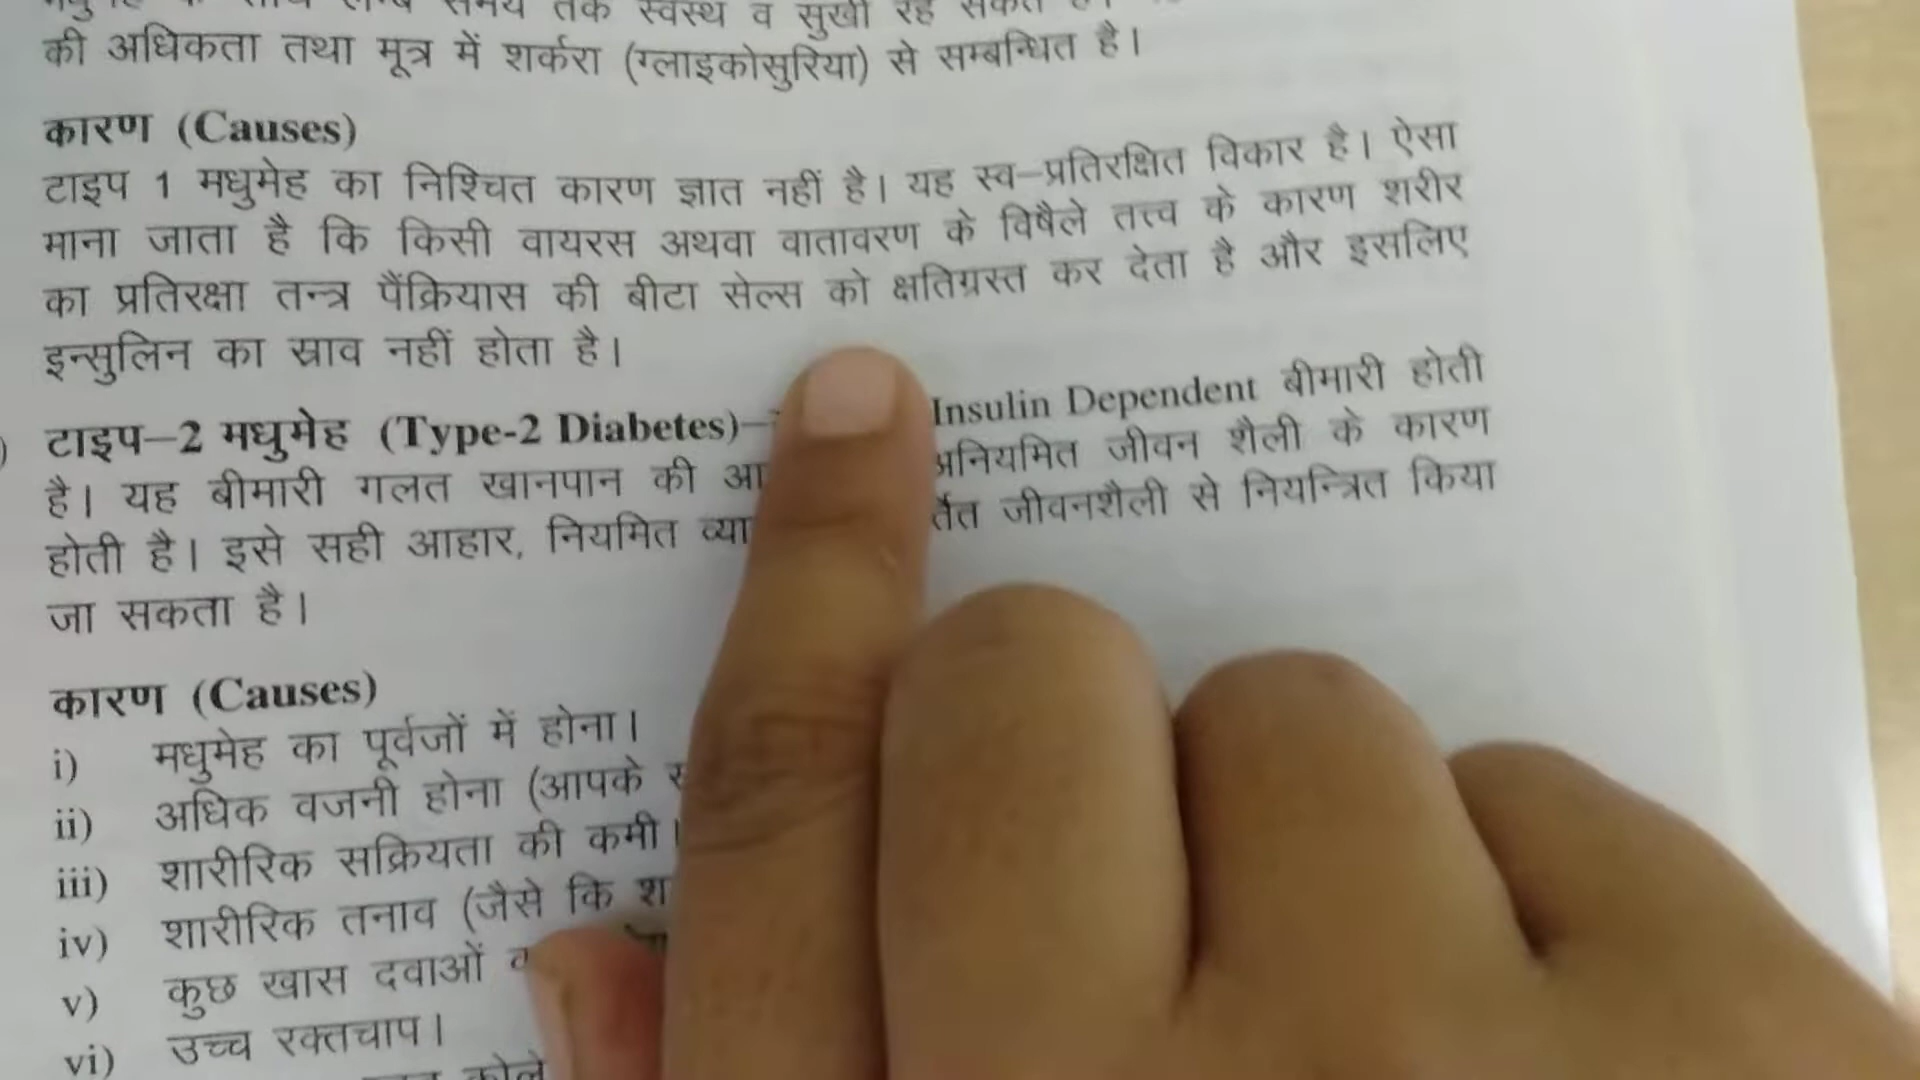 स्वस्थ व सुखी रह
की अधिकता तथा मूत्र में शर्करा (ग्लाइकोसुरिया) से सम्बन्धित है।
कारण (Causes)
टाइप 1 मधुमेह का निश्चित कारण ज्ञात नहीं है। यह स्व–प्रतिरक्षित विकार है। ऐसा
माना जाता है कि किसी वायरस अथवा वातावरण के विषैले तत्त्व के कारण शरीर
का प्रतिरक्षा तन्त्र पैंक्रियास की बीटा सेल्स को क्षतिग्रस्त कर देता है और इसलिए
इन्सुलिन का स्राव नहीं होता है।
टाइप–2 मधुमेह (Type-2 Diabetes)– Insulin Dependent बीमारी होती
है। यह बीमारी गलत खानपान की अनियमित जीवन शैली के कारण
होती है। इसे सही आहार, नियमित जीवनशैली से नियन्त्रित किया
जा सकता है।
कारण (Causes)
i) मधुमेह का पूर्वजों में होना।
ii) अधिक वजनी होना (आपके
iii) शारीरिक सक्रियता की कमी।
iv) शारीरिक तनाव (जैसे कि
v) कुछ खास दवाओं
vi) उच्च रक्तचाप।